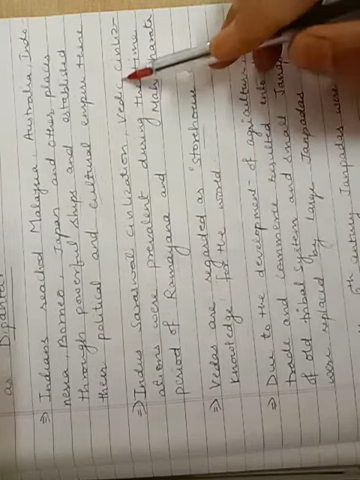 as Dipantar
⇒ Indians reached Malaysia, Australia, Indo-
nesia, Borneo, Japan and other places
through powerful ships and established
their political and cultural empire there
⇒ Indus Saraswati civilization, Vedic civiliz-
ations were prevalent during the time
period of Ramayana and Mahabharata
⇒ Vedas are regarded as "Storehouse
knowledge for the world.
⇒ Due to the development of agriculture
trade and commerce resulted into
of old tribal system and small Janpadas
were replaced by large Janpadas
6th century, Janpadas were